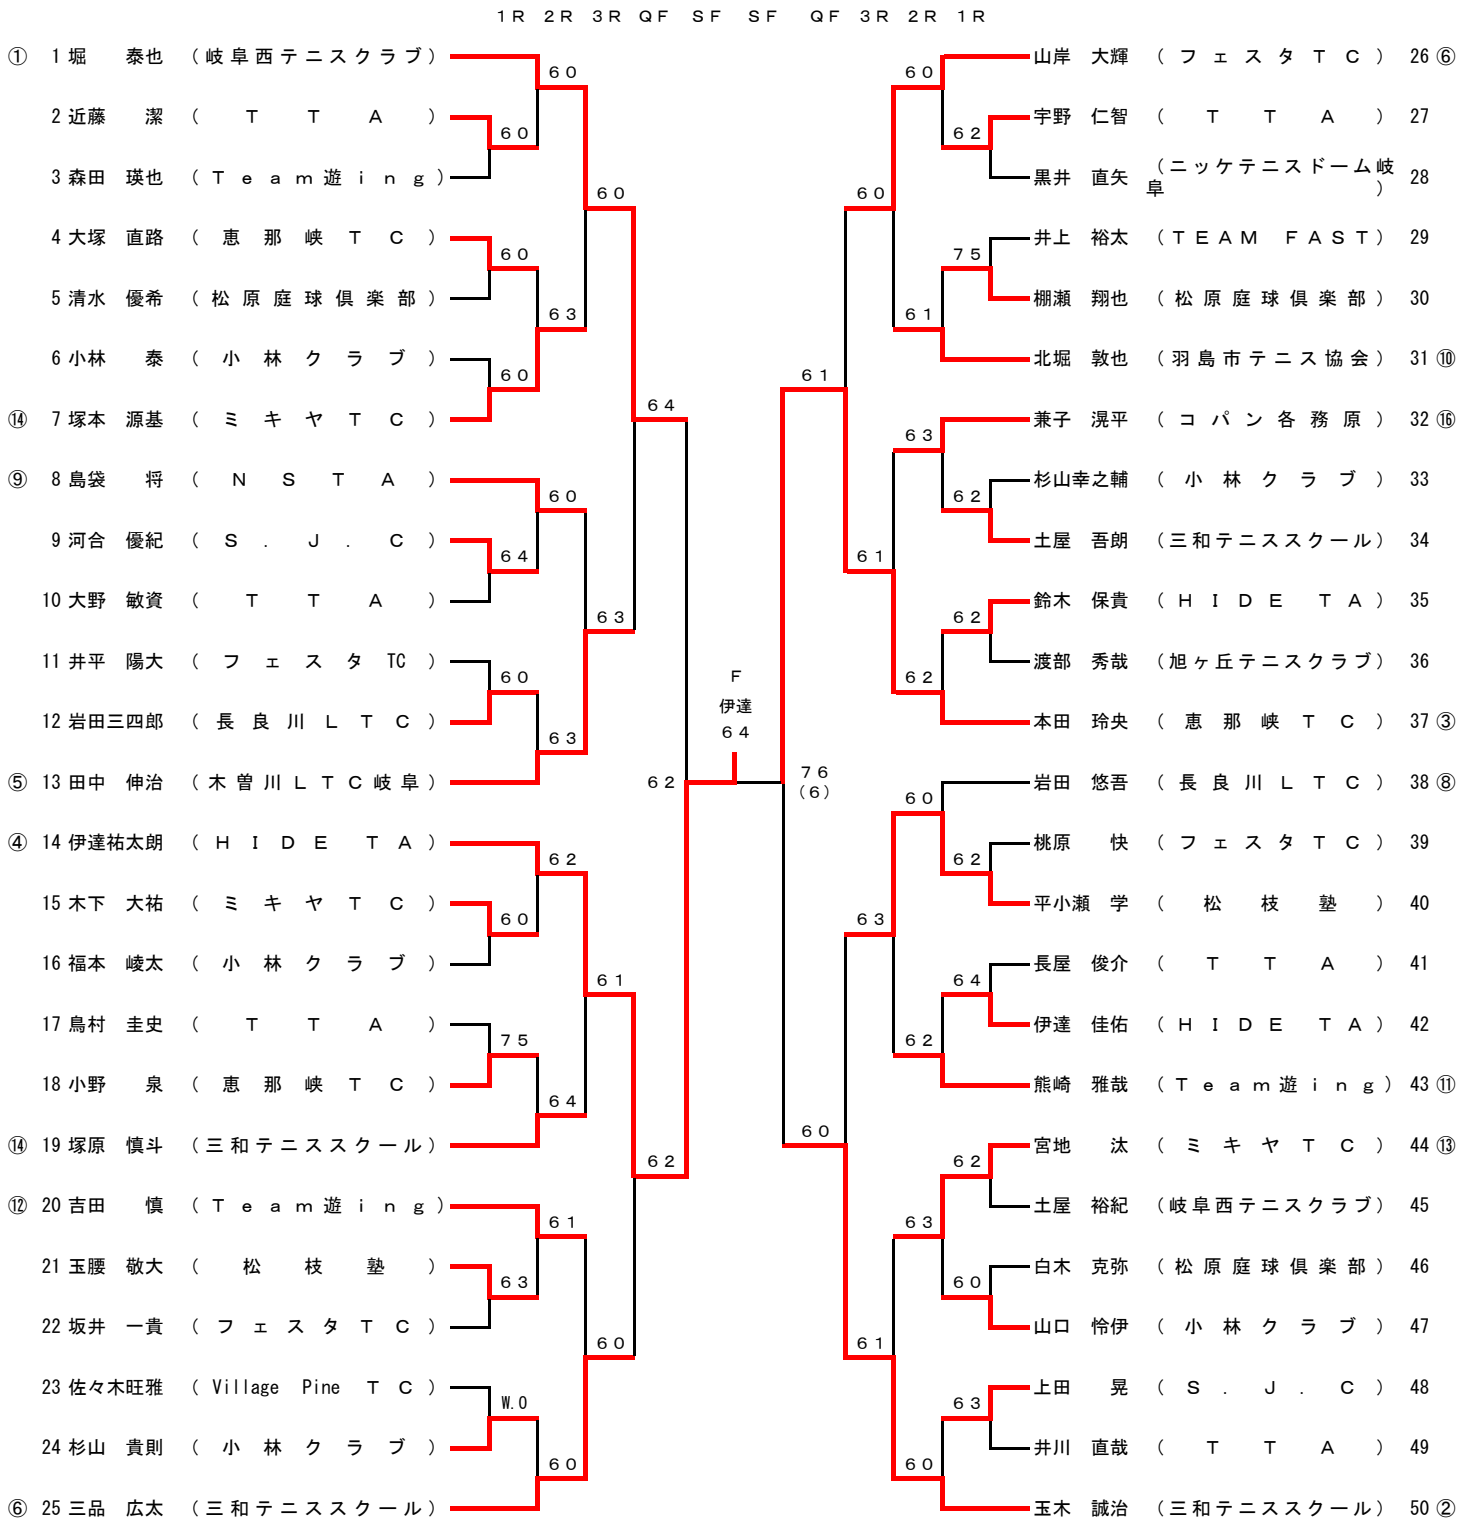 1R 2R 3R QF SF SF QF 3R 2R 1R
① 1 堀 泰也 (岐阜西テニスクラブ)
2 近藤 潔 (TTA)
3 森田 瑛也 (Team遊ing)
4 大塚 直路 (恵那峡TC)
5 清水 優希 (松原庭球倶楽部)
6 小林 泰 (小林クラブ)
⑭ 7 塚本 源基 (ミキヤTC)
⑨ 8 島袋 将 (NSTA)
9 河合 優紀 (S.J.C)
10 大野 敏資 (TTA)
11 井平 陽大 (フェスタTC)
12 岩田三四郎 (長良川LTC)
⑤ 13 田中 伸治 (木曽川LTC岐阜)
④ 14 伊達祐太朗 (HIDE TA)
15 木下 大祐 (ミキヤTC)
16 福本 崚太 (小林クラブ)
17 鳥村 圭史 (TTA)
18 小野 泉 (恵那峡TC)
⑭ 19 塚原 慎斗 (三和テニススクール)
⑫ 20 吉田 慎 (Team遊ing)
21 玉腰 敬大 (松枝塾)
22 坂井 一貴 (フェスタTC)
23 佐々木旺雅 (Village Pine TC)
24 杉山 貴則 (小林クラブ)
⑥ 25 三品 広太 (三和テニススクール)
60
60
60
60
63
60
60
64
63
60
63
64
62
60
61
75
64
61
63
60
W.0
60
62
62
F
伊達
64
76
(6)
61
60
60
62
60
75
61
63
62
61
62
62
60
62
63
64
62
62
63
60
61
63
60
山岸 大輝 (フェスタTC) 26 ⑥
宇野 仁智 (TTA) 27
黒井 直矢 (ニッケテニスドーム岐阜) 28
井上 裕太 (TEAM FAST) 29
棚瀬 翔也 (松原庭球倶楽部) 30
北堀 敦也 (羽島市テニス協会) 31 ⑩
兼子 滉平 (コパン各務原) 32 ⑯
杉山幸之輔 (小林クラブ) 33
土屋 吾朗 (三和テニススクール) 34
鈴木 保貴 (HIDE TA) 35
渡部 秀哉 (旭ヶ丘テニスクラブ) 36
本田 玲央 (恵那峡TC) 37 ③
岩田 悠吾 (長良川LTC) 38 ⑧
桃原 快 (フェスタTC) 39
平小瀬 学 (松枝塾) 40
長屋 俊介 (TTA) 41
伊達 佳佑 (HIDE TA) 42
熊崎 雅哉 (Team遊ing) 43 ⑪
宮地 汰 (ミキヤTC) 44 ⑬
土屋 裕紀 (岐阜西テニスクラブ) 45
白木 克弥 (松原庭球倶楽部) 46
山口 怜伊 (小林クラブ) 47
上田 晃 (S.J.C) 48
井川 直哉 (TTA) 49
玉木 誠治 (三和テニススクール) 50 ②